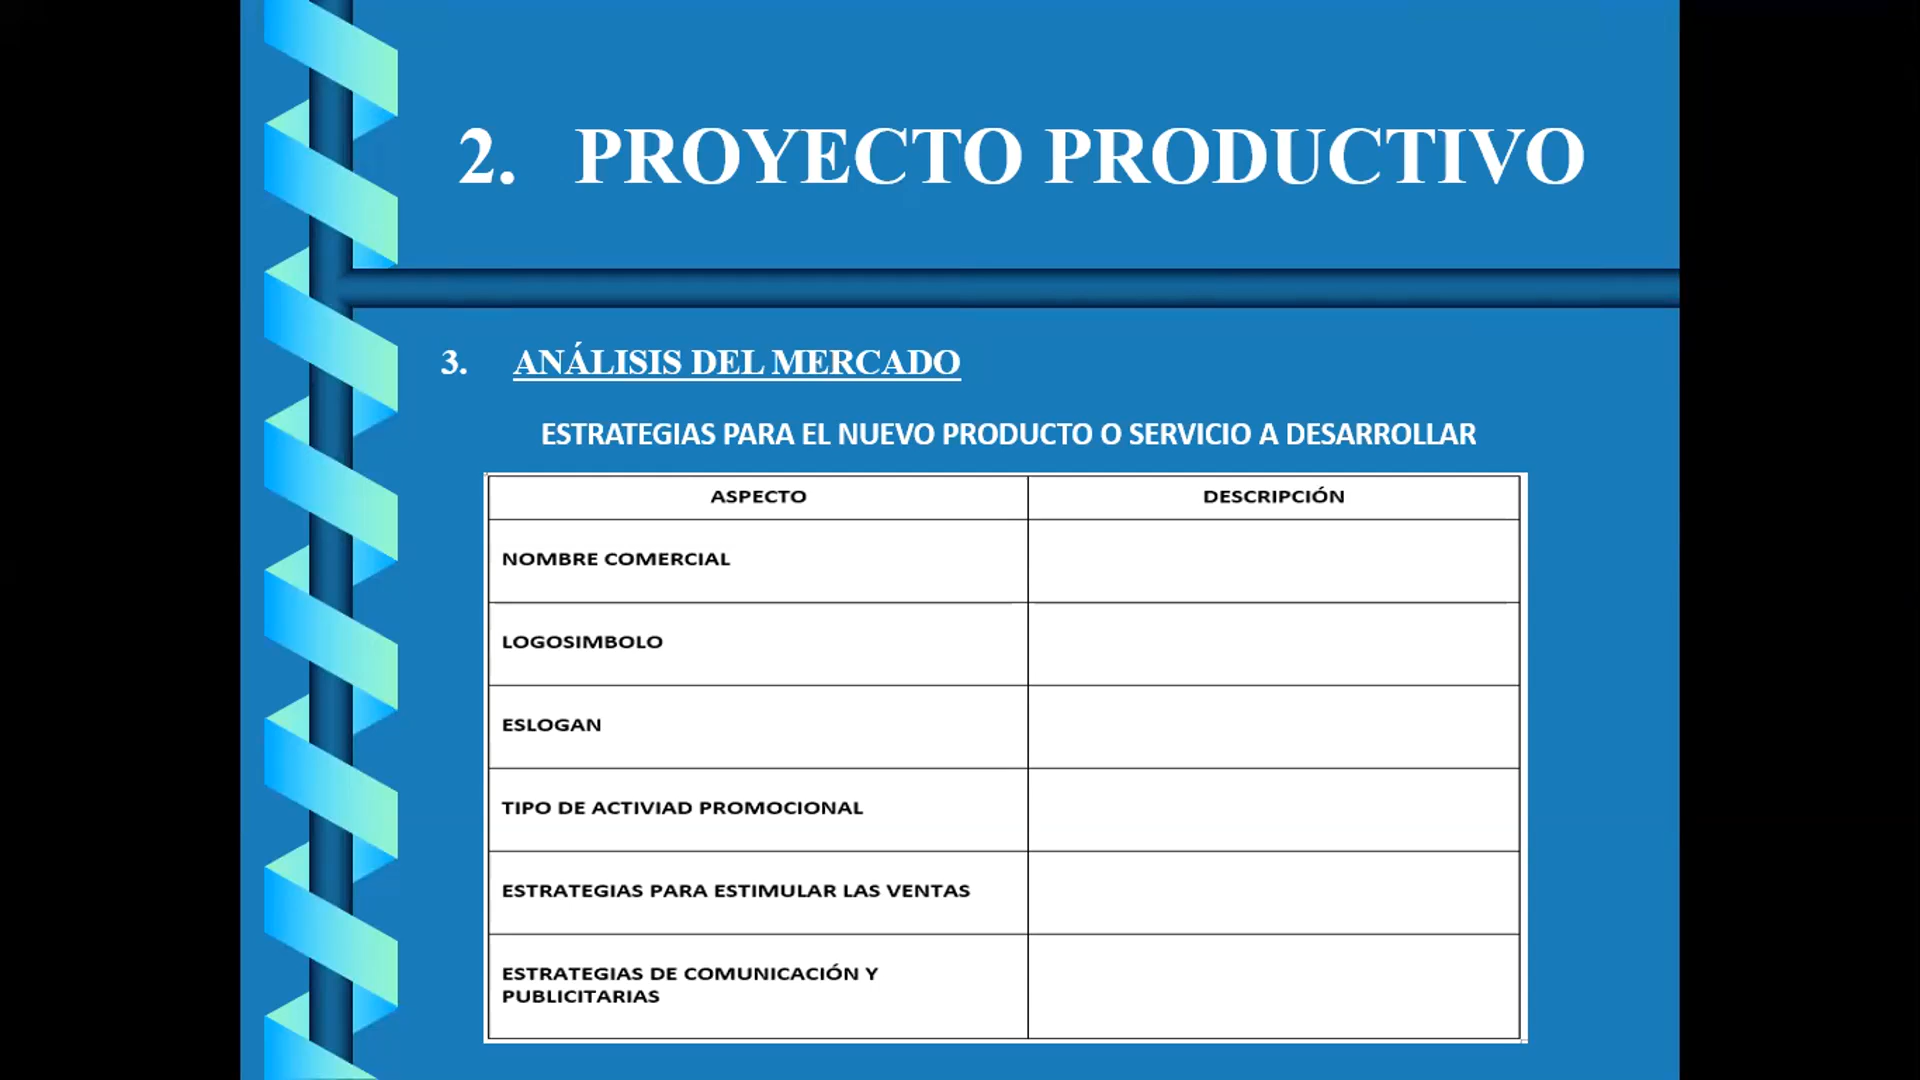 2. PROYECTO PRODUCTIVO
3. ANÁLISIS DEL MERCADO
ESTRATEGIAS PARA EL NUEVO PRODUCTO O SERVICIO A DESARROLLAR
ASPECTO DESCRIPCIÓN
NOMBRE COMERCIAL
LOGOSIMBOLO
ESLOGAN
TIPO DE ACTIVIAD PROMOCIONAL
ESTRATEGIAS PARA ESTIMULAR LAS VENTAS
ESTRATEGIAS DE COMUNICACIÓN Y
PUBLICITARIAS